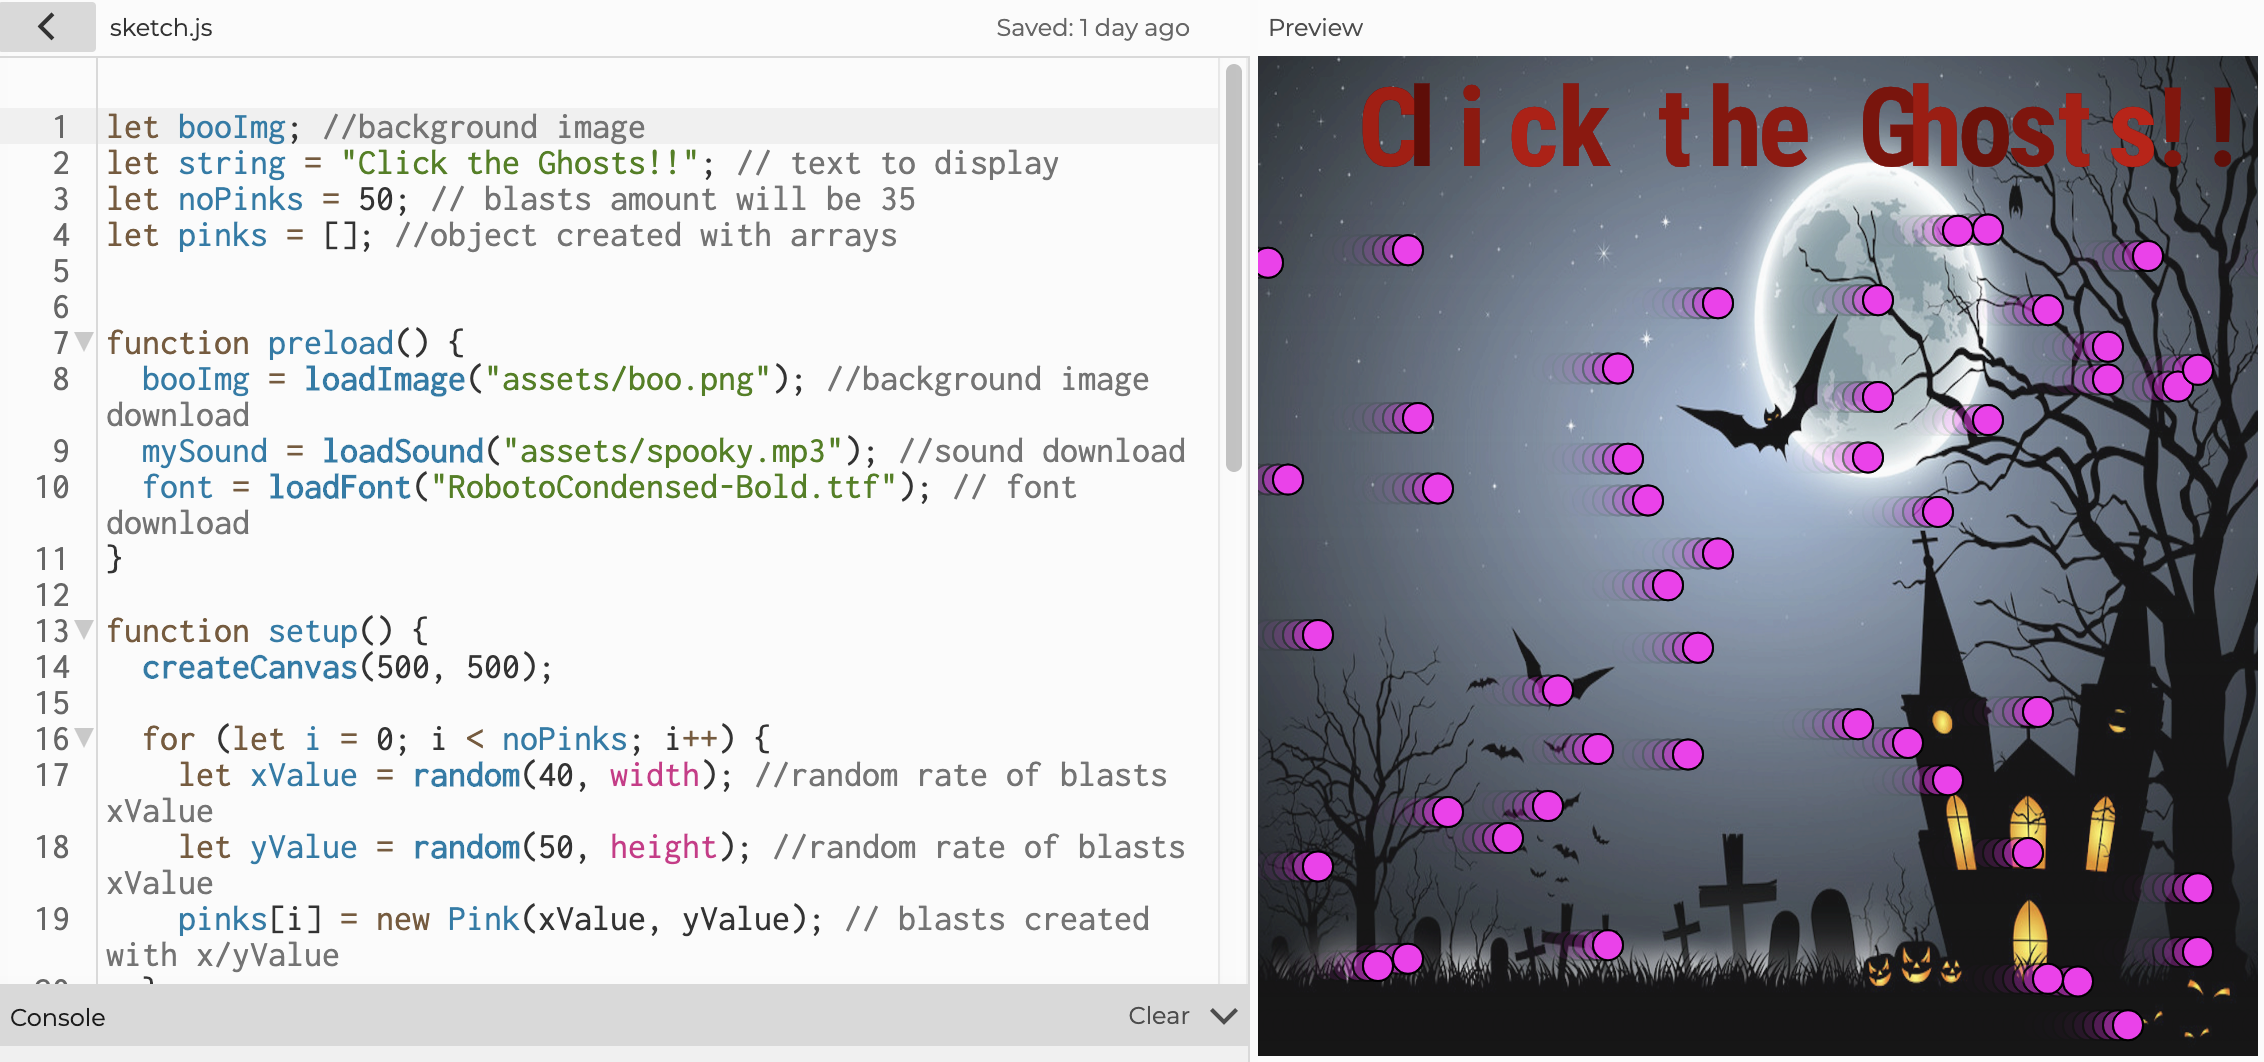 sketch.js Saved: 1 day ago Preview
1 let booImg; //background image
2 let string = "Click the Ghosts!!"; // text to display
3 let noPinks = 50; // blasts amount will be 35
4 let pinks = []; //object created with arrays
5
6
7 function preload() {
8 booImg = loadImage("assets/boo.png"); //background image
download
9 mySound = loadSound("assets/spooky.mp3"); //sound download
10 font = loadFont("RobotoCondensed-Bold.ttf"); // font
download
11 }
12
13 function setup() {
14 createCanvas(500, 500);
15
16 for (let i = 0; i < noPinks; i++) {
17 let xValue = random(40, width); //random rate of blasts
xValue
18 let yValue = random(50, height); //random rate of blasts
xValue
19 pinks[i] = new Pink(xValue, yValue); // blasts created
with x/yValue
20 }
Console Clear
Click the Ghosts!!